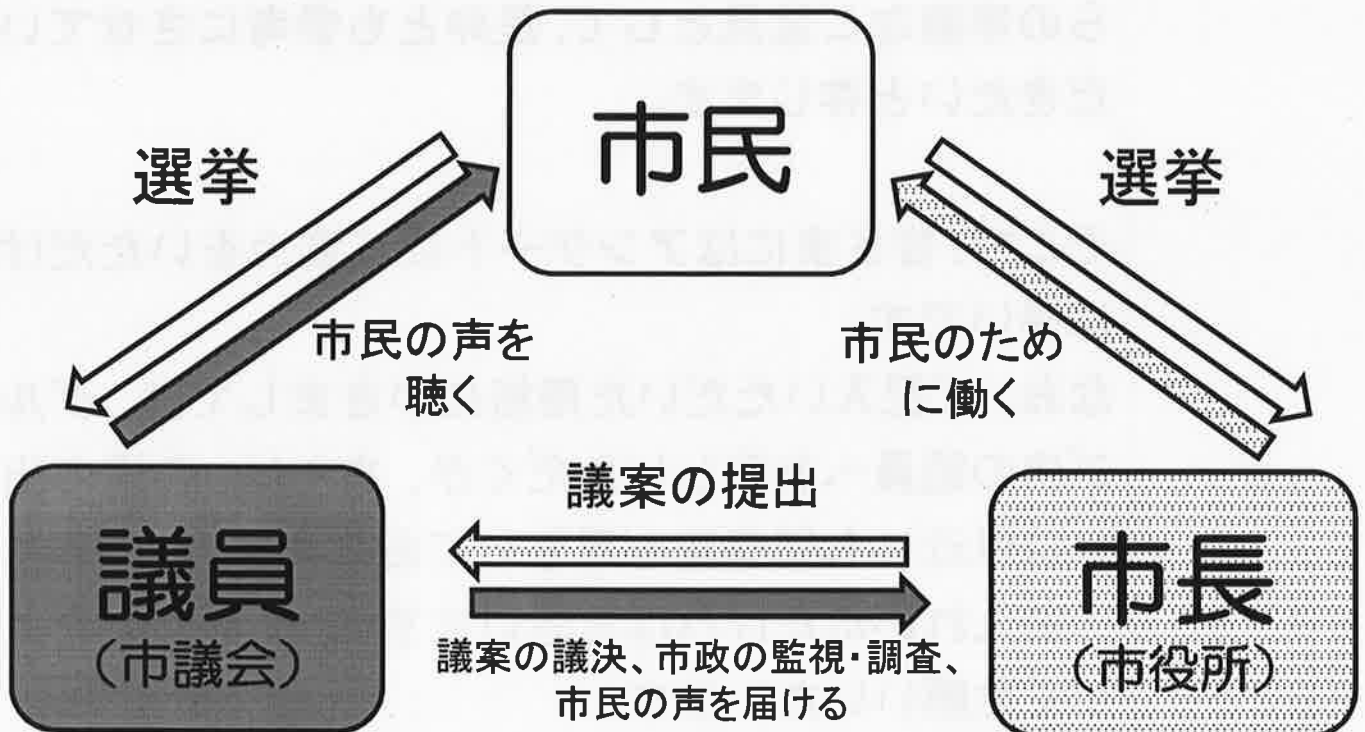 市民
選挙
選挙
市民の声を
聴く
市民のため
に働く
議案の提出
議員
(市議会)
市長
(市役所)
議案の議決、市政の監視・調査、
市民の声を届ける